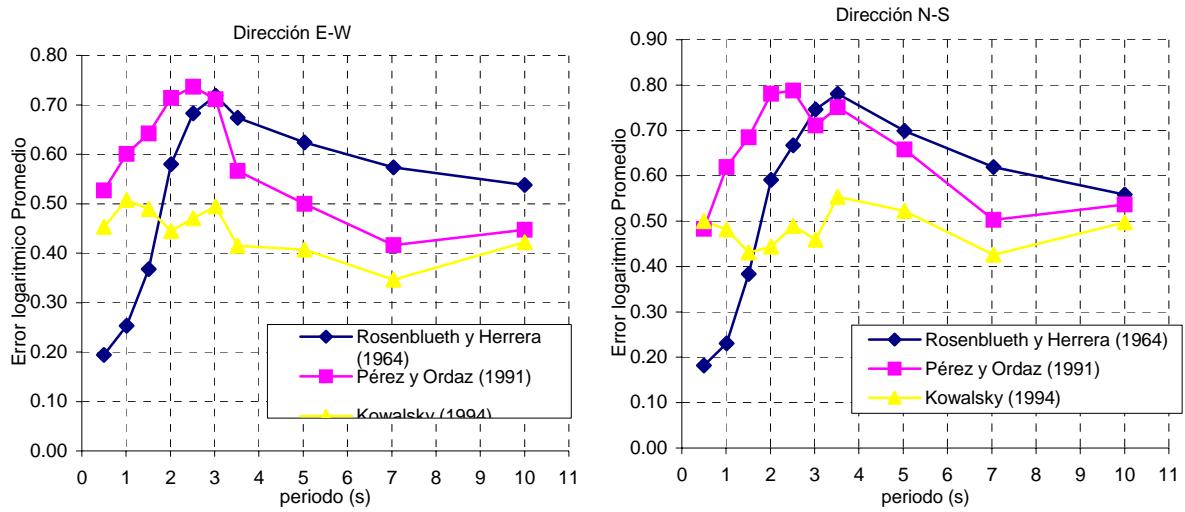 Dirección E-W
0.80
0.70
0.60
0.50
0.40
0.30
0.20
0.10
0.00
Error logaritmico Promedio
0 1 2 3 4 5 6 7 8 9 10 11
periodo (s)
Rosenblueth y Herrera
(1964)
Pérez y Ordaz (1991)
Kowalsky (1994)
Dirección N-S
0.90
0.80
0.70
0.60
0.50
0.40
0.30
0.20
0.10
0.00
Error logaritmico Promedio
0 1 2 3 4 5 6 7 8 9 10 11
periodo (s)
Rosenblueth y Herrera (1964)
Pérez y Ordaz (1991)
Kowalsky (1994)